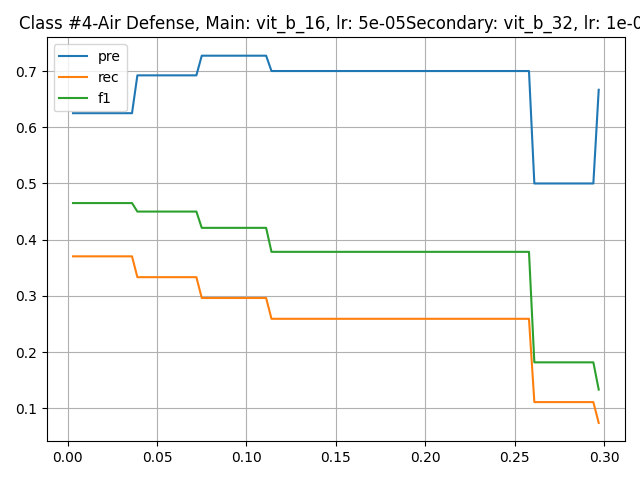 Class #4-Air Defense, Main: vit_b_16, lr: 5e-05Secondary: vit_b_32, lr: 1e-0
pre
rec
f1
0.7
0.6
0.5
0.4
0.3
0.2
0.1
0.00 0.05 0.10 0.15 0.20 0.25 0.30